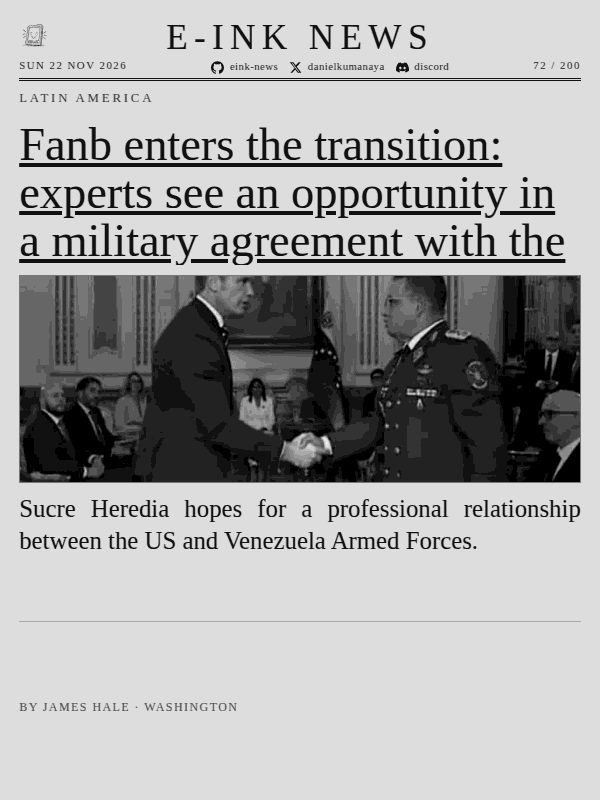 E-INK NEWS
SUN 22 NOV 2026
eink-news danielkumanaya discord
72 / 200
LATIN AMERICA
Fanb enters the transition:
experts see an opportunity in
a military agreement with the
Sucre Heredia hopes for a professional relationship
between the US and Venezuela Armed Forces.
BY JAMES HALE · WASHINGTON